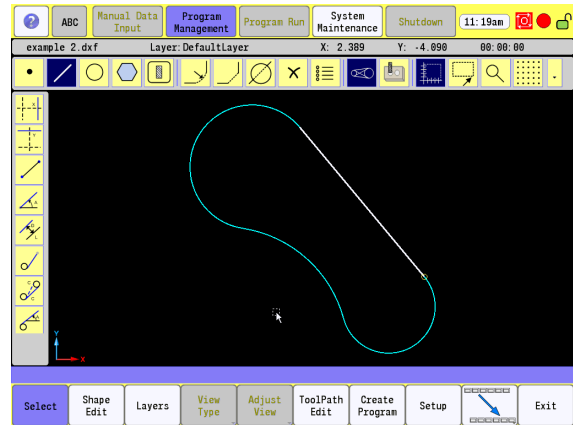 ? ABC Manual Data Input Program Management Program Run System Maintenance Shutdown 11:19am
example 2.dxf Layer:DefaultLayer X: 2.389 Y: -4.090 00:00:00
Y
X
Select Shape Edit Layers View Type Adjust View ToolPath Edit Create Program Setup Exit